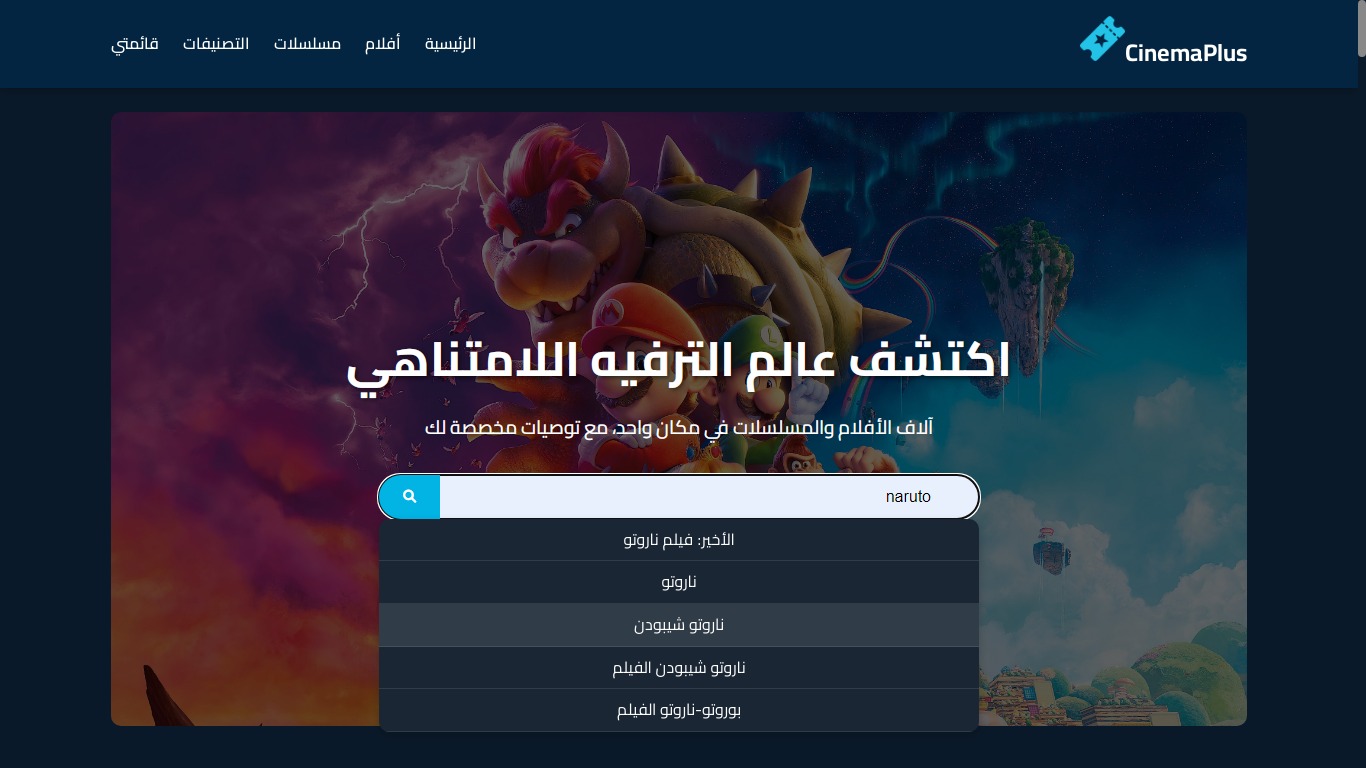 CinemaPlus
الرئيسية أفلام مسلسلات التصنيفات قائمتي
اكتشف عالم الترفيه اللامتناهي
آلاف الأفلام والمسلسلات في مكان واحد، مع توصيات مخصصة لك
naruto
الأخير: فيلم ناروتو
ناروتو
ناروتو شيبودن
ناروتو شيبودن الفيلم
بوروتو-ناروتو الفيلم